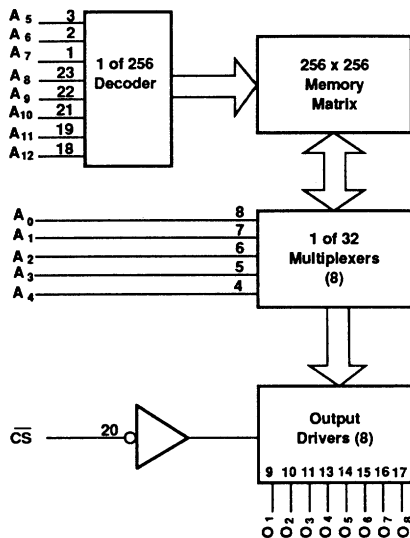 A5 3
A6 2
A7 1
A8 23
A9 22
A10 21
A11 19
A12 18
1 of 256
Decoder
256 x 256
Memory
Matrix
A0 8
A1 7
A2 6
A3 5
A4 4
1 of 32
Multiplexers
(8)
C̅S̅ 20
Output
Drivers (8)
9 10 11 13 14 15 16 17
O1 O2 O3 O4 O5 O6 O7 O8